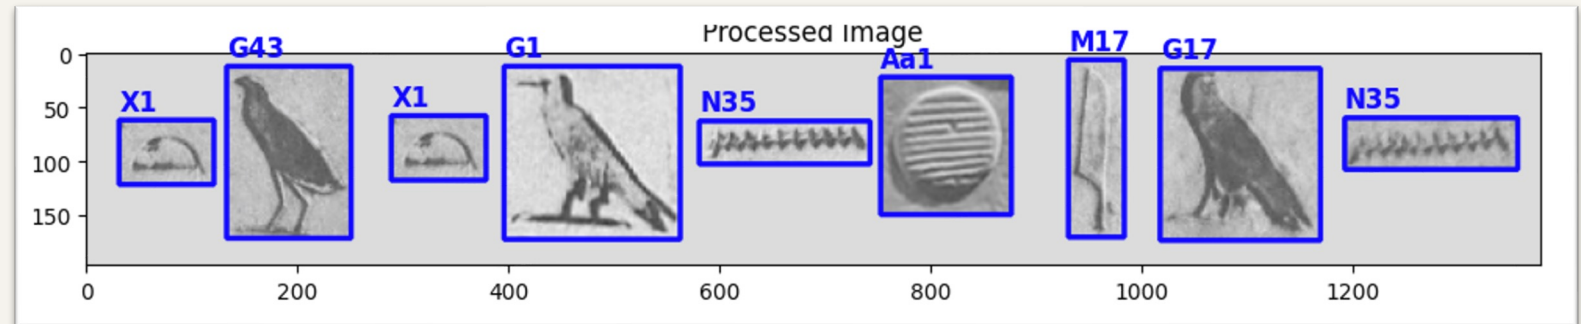 Processed Image
X1 G43 X1 G1 N35 Aa1 M17 G17 N35
𓏏 𓅱 𓏏 𓄿 𓈖 𓐍 𓇋 𓅓 𓈖
0
50
100
150
0 200 400 600 800 1000 1200